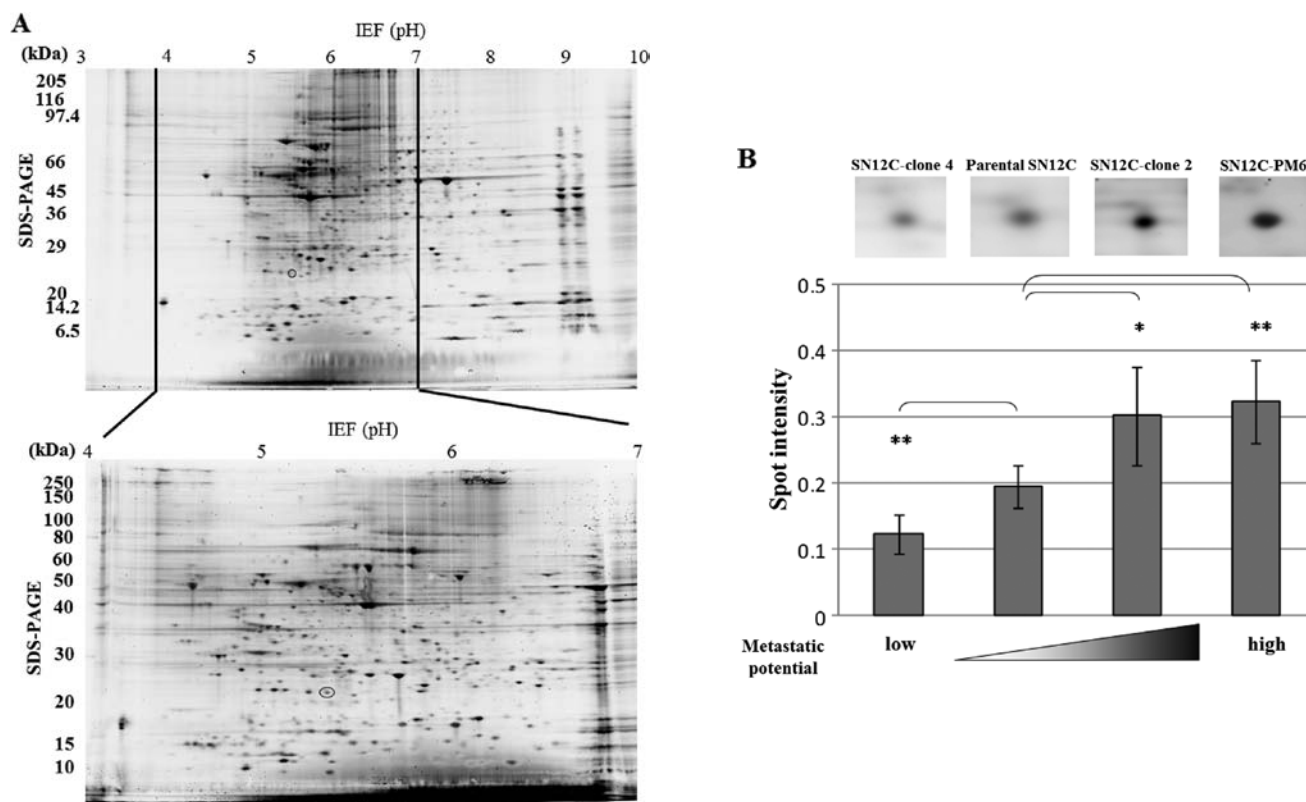 A
IEF (pH)
(kDa) 3 4 5 6 7 8 9 10
205
116
97.4
66
45
36
29
20
14.2
6.5
SDS-PAGE
IEF (pH)
(kDa) 4 5 6 7
250
150
100
80
60
50
40
30
20
15
10
SDS-PAGE
B
SN12C-clone 4 Parental SN12C SN12C-clone 2 SN12C-PM6
0.5
0.4
0.3
0.2
0.1
0
Spot intensity
** * **
Metastatic
potential
low high